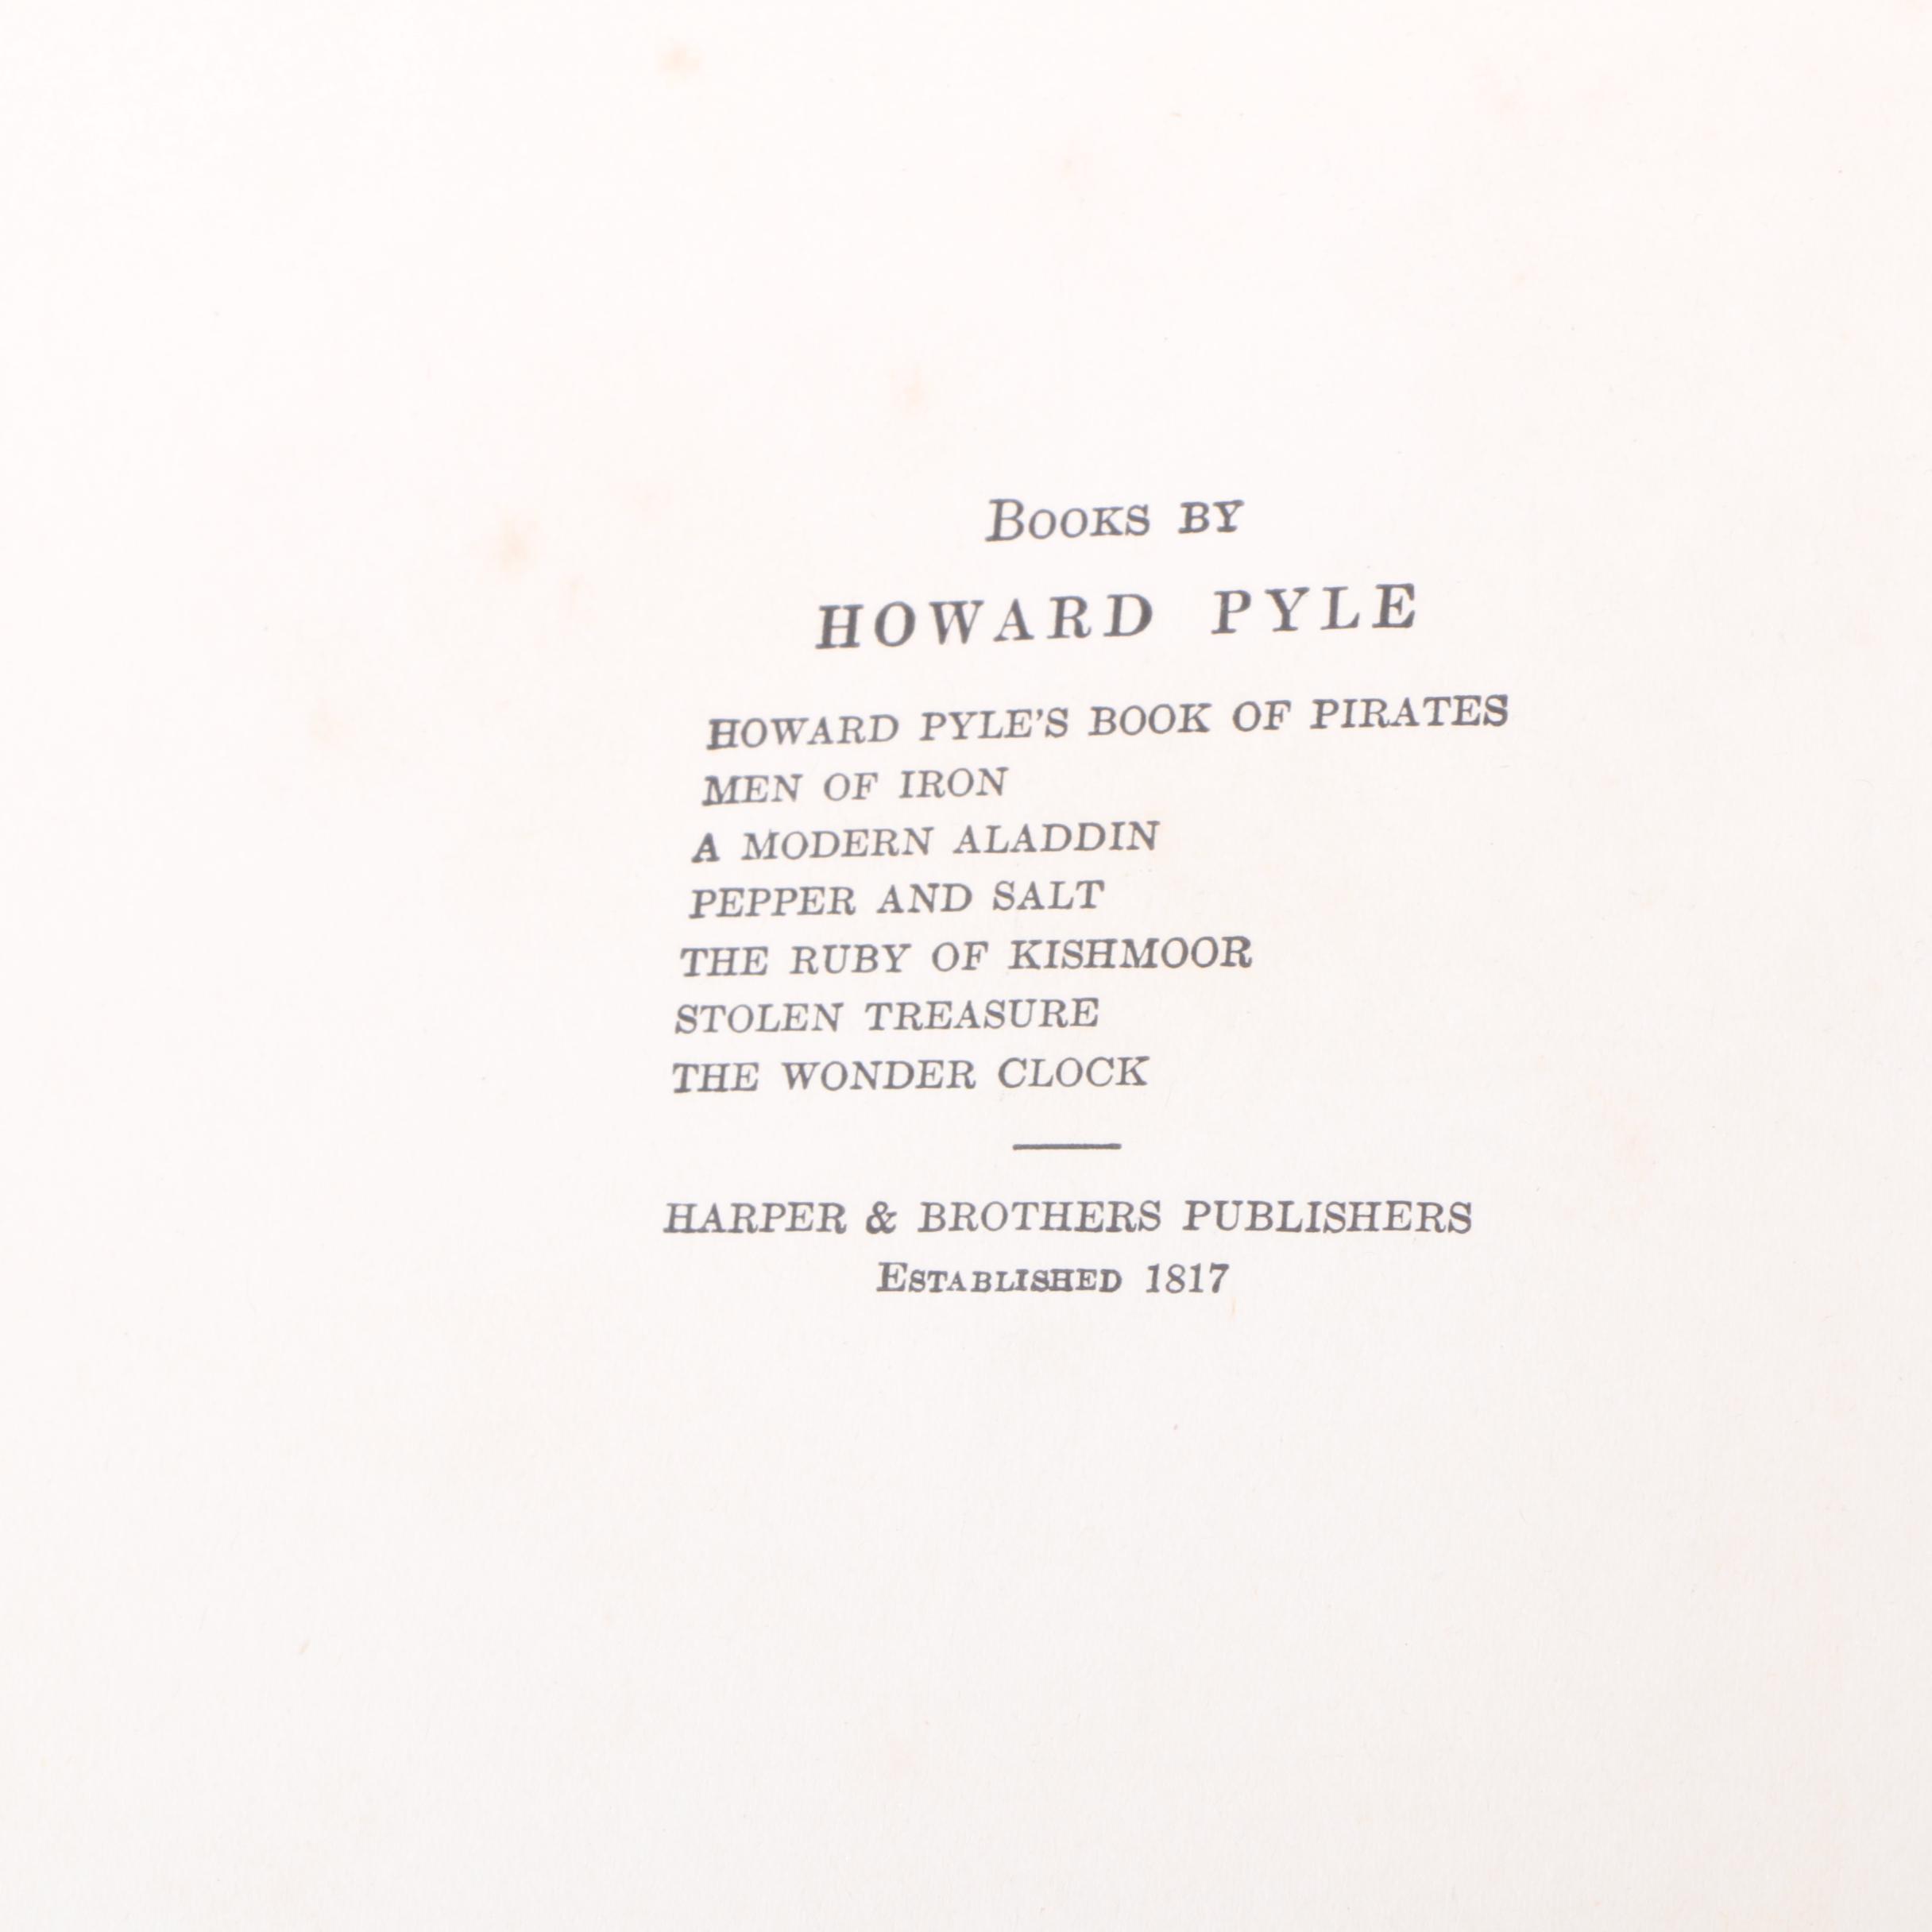 Books by
HOWARD PYLE
HOWARD PYLE'S BOOK OF PIRATES
MEN OF IRON
A MODERN ALADDIN
PEPPER AND SALT
THE RUBY OF KISHMOOR
STOLEN TREASURE
THE WONDER CLOCK
HARPER & BROTHERS PUBLISHERS
Established 1817